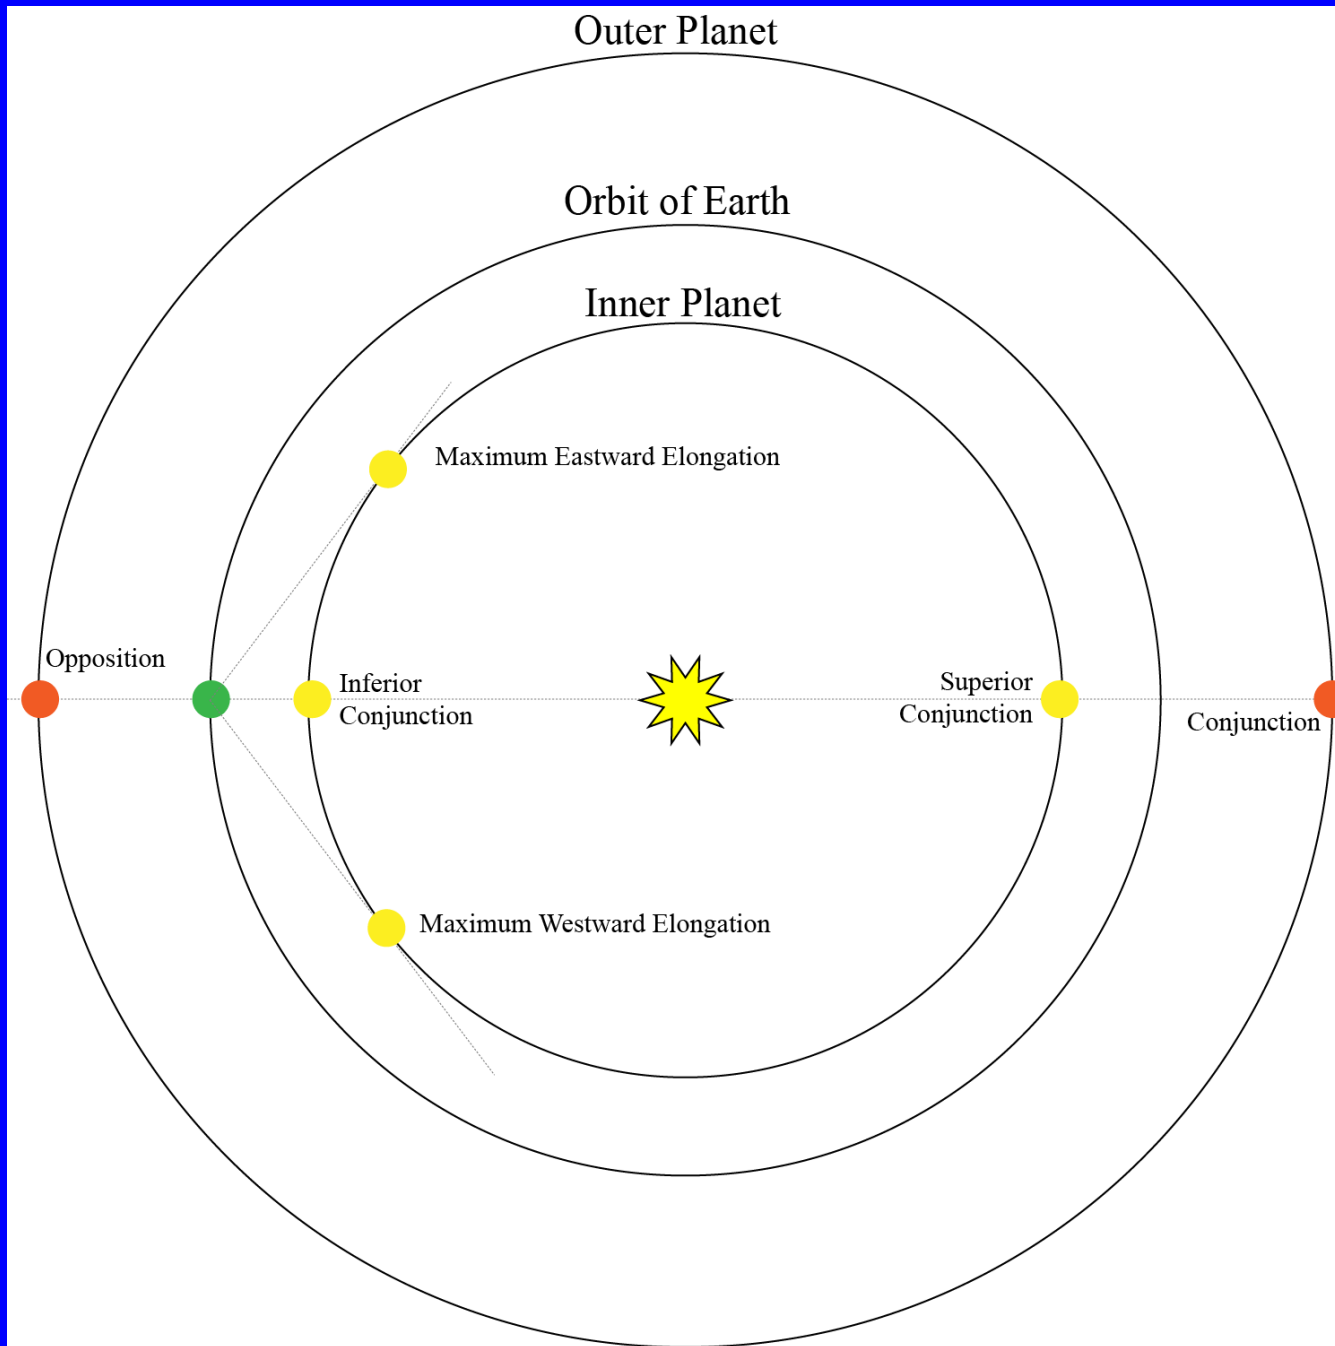 Outer Planet
Orbit of Earth
Inner Planet
Maximum Eastward Elongation
Opposition
Inferior
Conjunction
Superior
Conjunction
Conjunction
Maximum Westward Elongation